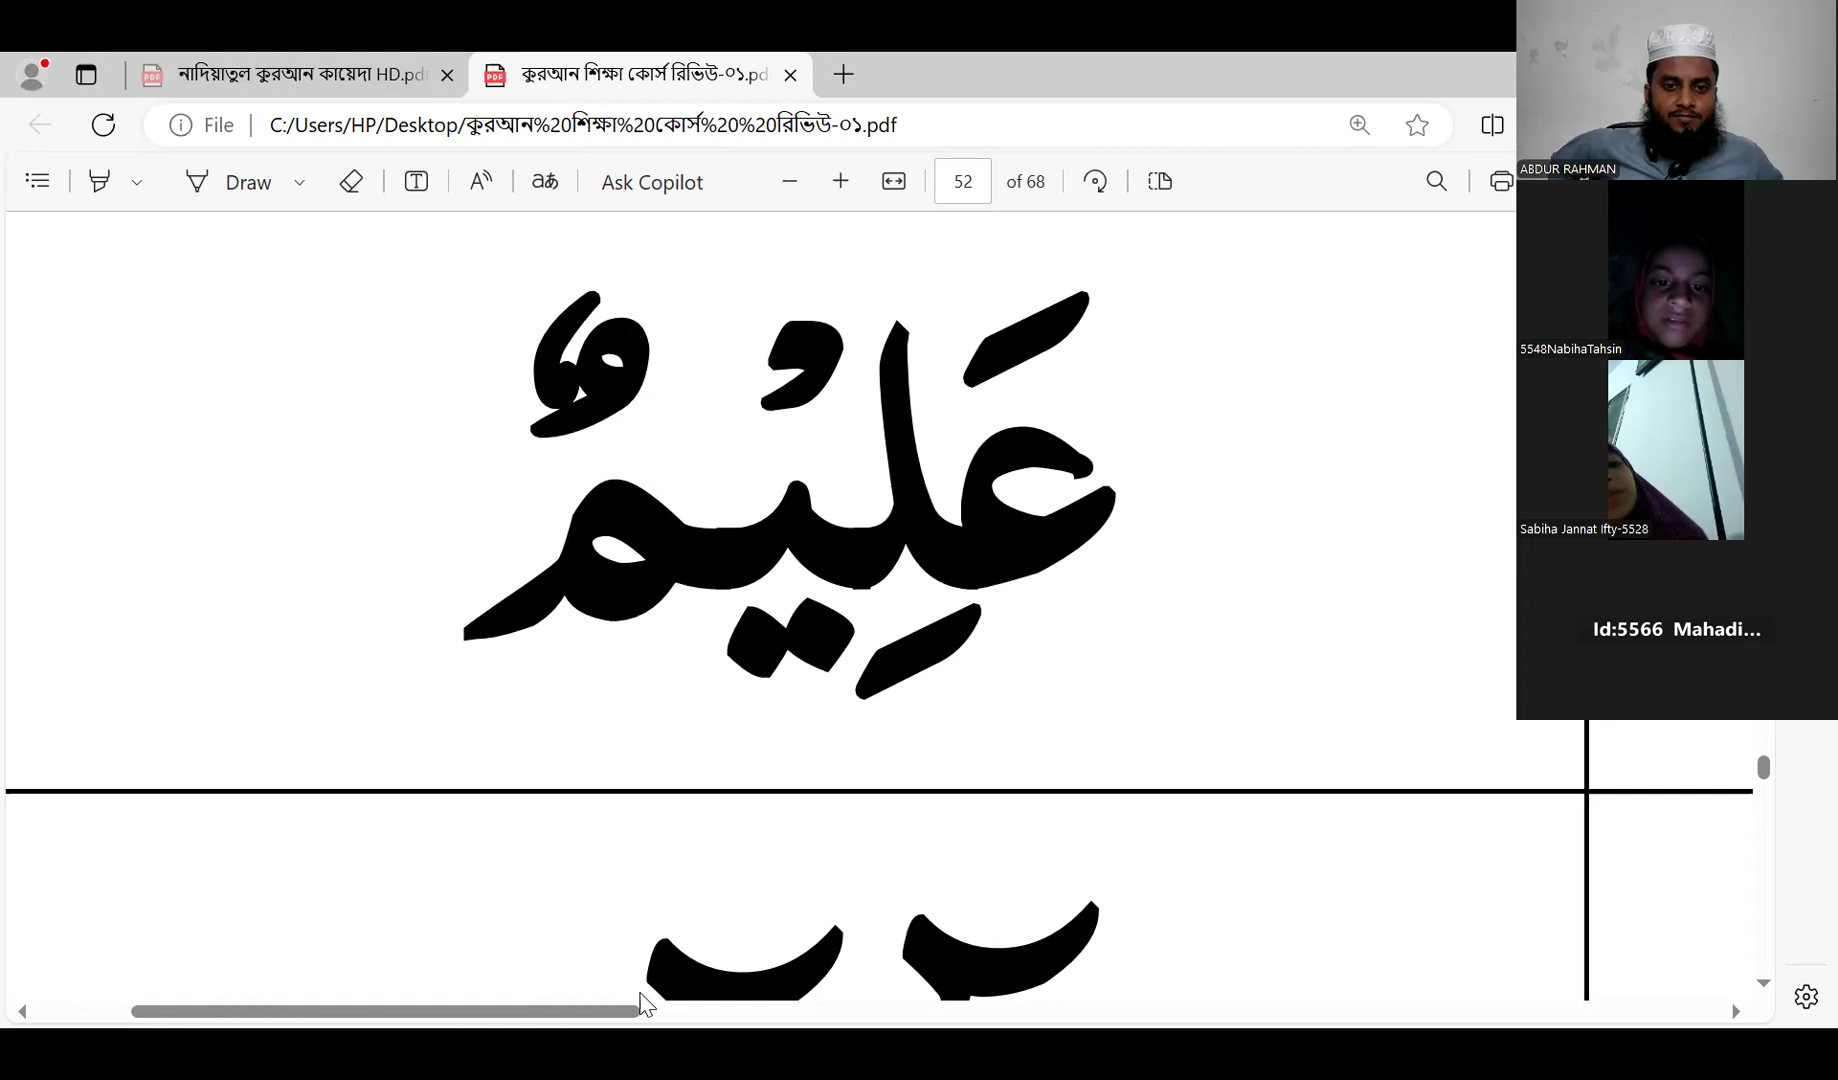 নাদিয়াতুল কুরআন কায়েদা HD.pdf
কুরআন শিক্ষা কোর্স রিভিউ-০১.pd
File
C:/Users/HP/Desktop/কুরআন%20শিক্ষা%20কোর্স%20%20রিভিউ-০১.pdf
Draw
Ask Copilot
52 of 68
عَلِيْمٌ
ABDUR RAHMAN
5548NabihaTahsin
Sabiha Jannat Ifty-5528
Id:5566 Mahadi...